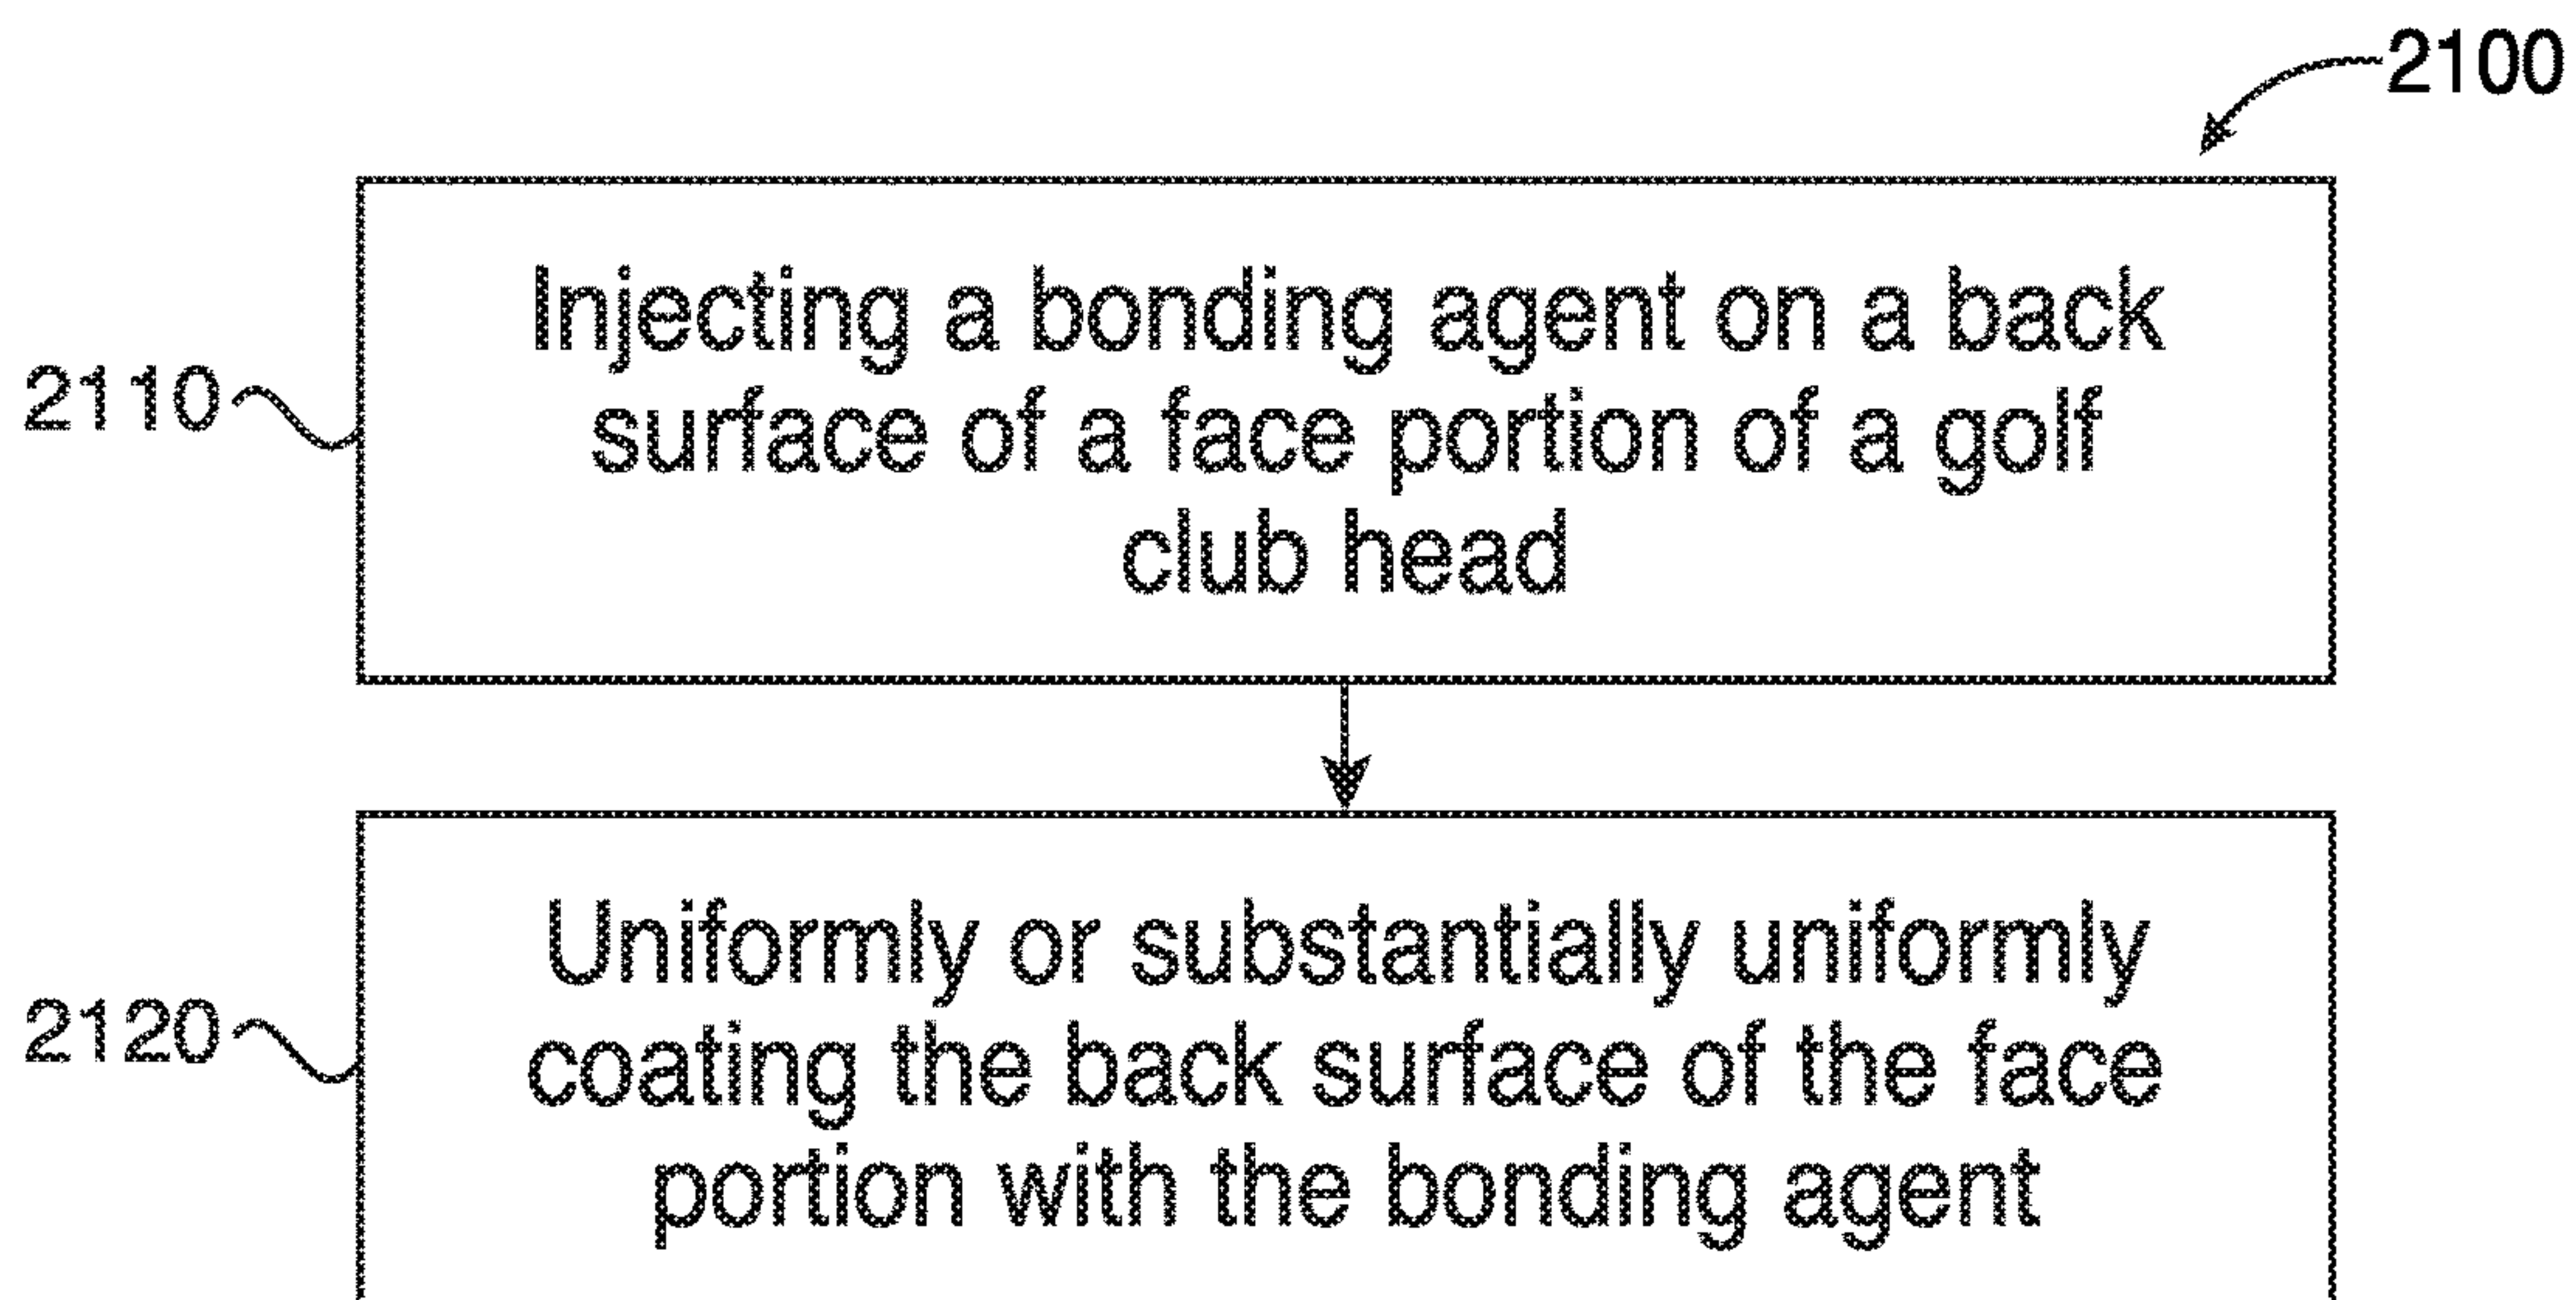 2100
Injecting a bonding agent on a back
surface of a face portion of a golf
club head
2110
Uniformly or substantially uniformly
coating the back surface of the face
portion with the bonding agent
2120